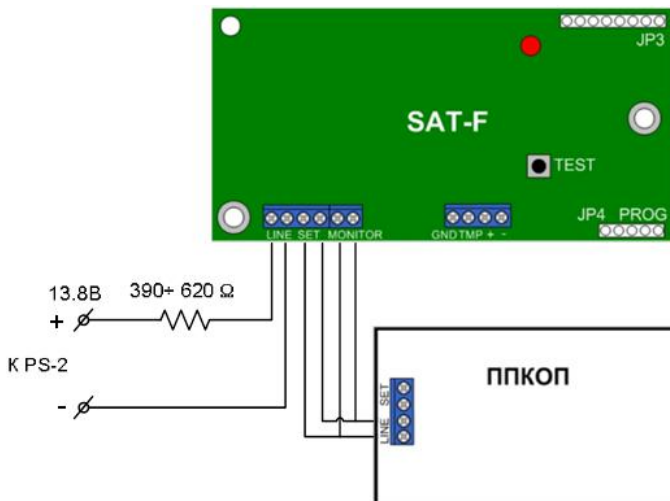 JP3
SAT-F
TEST
LINE SET MONITOR
GND TMP + -
JP4 PROG
13.8В
390÷ 620 Ω
+
К PS-2
-
ППКОП
SET
LINE